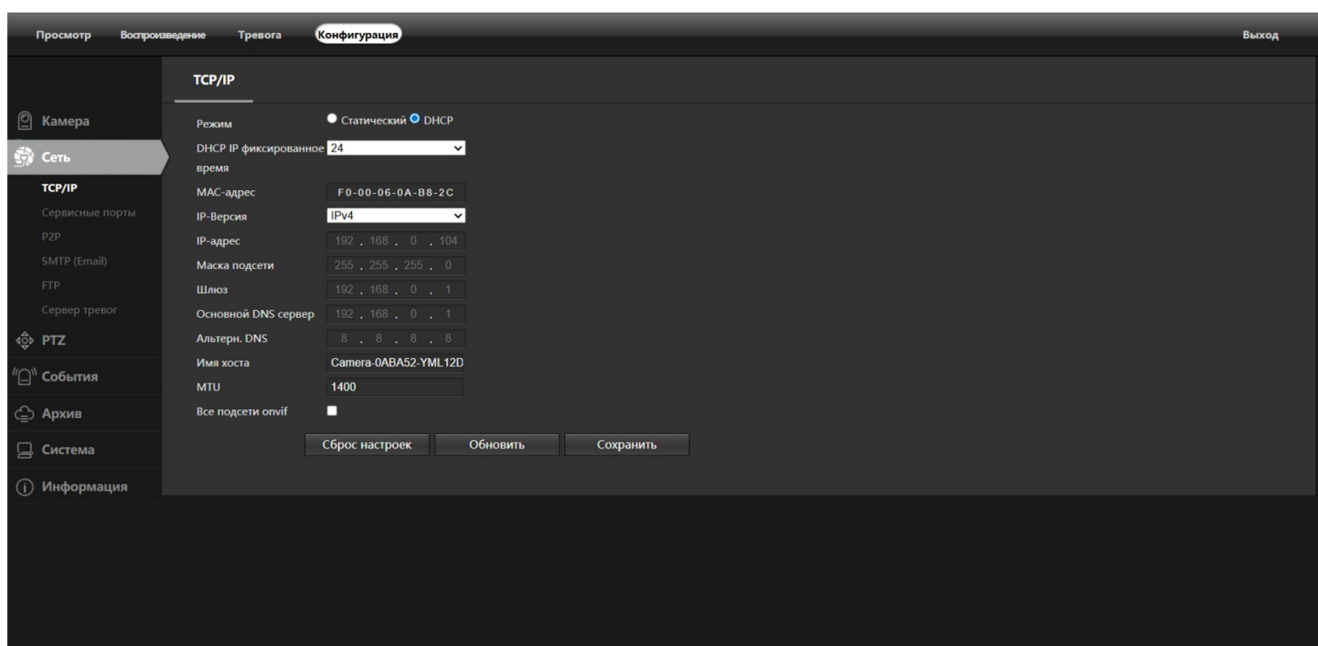 Просмотр Воспроизведение Тревога Конфигурация Выход
TCP/IP
Камера
Сеть
TCP/IP
Сервисные порты
P2P
SMTP (Email)
FTP
Сервер тревог
PTZ
События
Архив
Система
Информация
Режим Статический DHCP
DHCP IP фиксированное 24
время
MAC-адрес F0-00-06-0A-B8-2C
IP-Версия IPv4
IP-адрес 192 . 168 . 0 . 104
Маска подсети 255 . 255 . 255 . 0
Шлюз 192 . 168 . 0 . 1
Основной DNS сервер 192 . 168 . 0 . 1
Альтерн. DNS 8 . 8 . 8 . 8
Имя хоста Camera-0ABA52-YML12D
MTU 1400
Все подсети onvif
Сброс настроек Обновить Сохранить